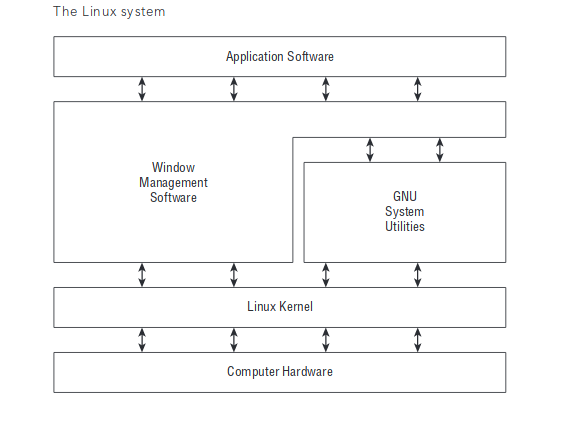 The Linux system
Application Software
Window
Management
Software
GNU
System
Utilities
Linux Kernel
Computer Hardware